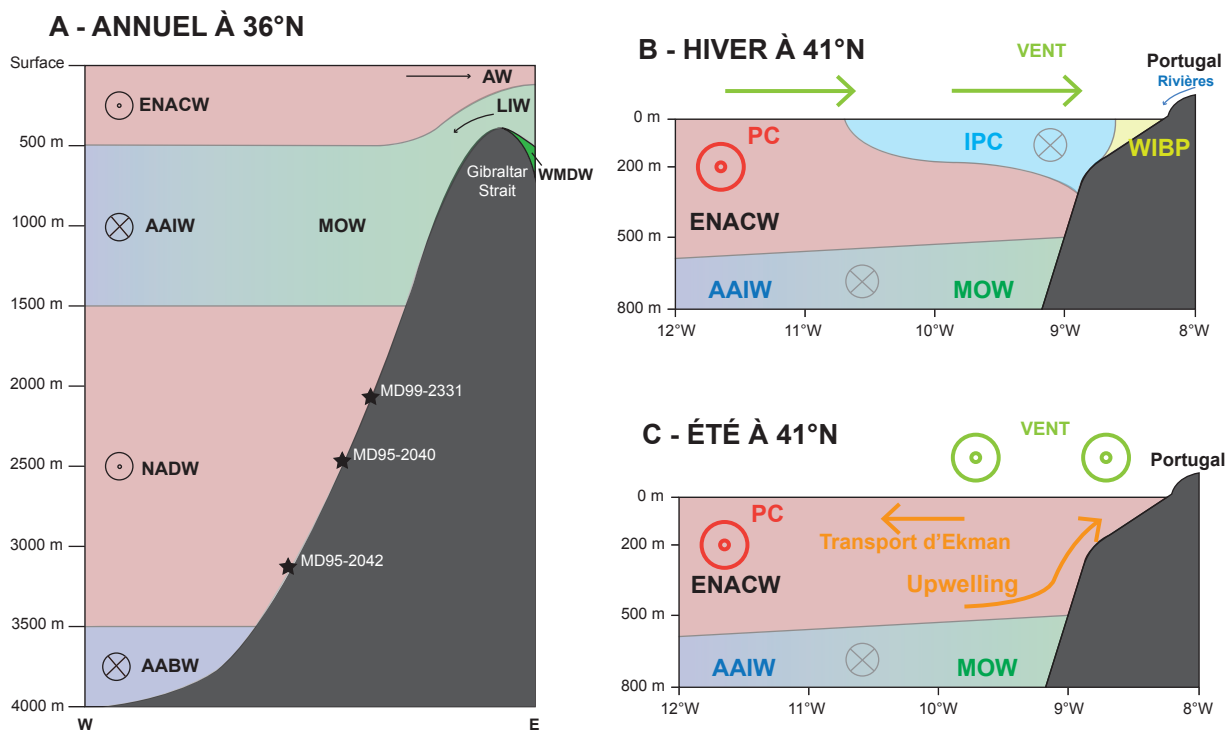 A - ANNUEL À 36°N
Surface
500 m
1000 m
1500 m
2000 m
2500 m
3000 m
3500 m
4000 m
W
E
AW
ENACW
LIW
WMDW
Gibraltar
Strait
AAIW
MOW
MD99-2331
MD95-2040
NADW
MD95-2042
AABW
B - HIVER À 41°N
VENT
Portugal
Rivières
0 m
200 m
500 m
800 m
PC
IPC
WIBP
ENACW
AAIW
MOW
12°W
11°W
10°W
9°W
8°W
C - ÉTÉ À 41°N
VENT
Portugal
0 m
200 m
500 m
800 m
PC
Transport d'Ekman
ENACW
Upwelling
AAIW
MOW
12°W
11°W
10°W
9°W
8°W